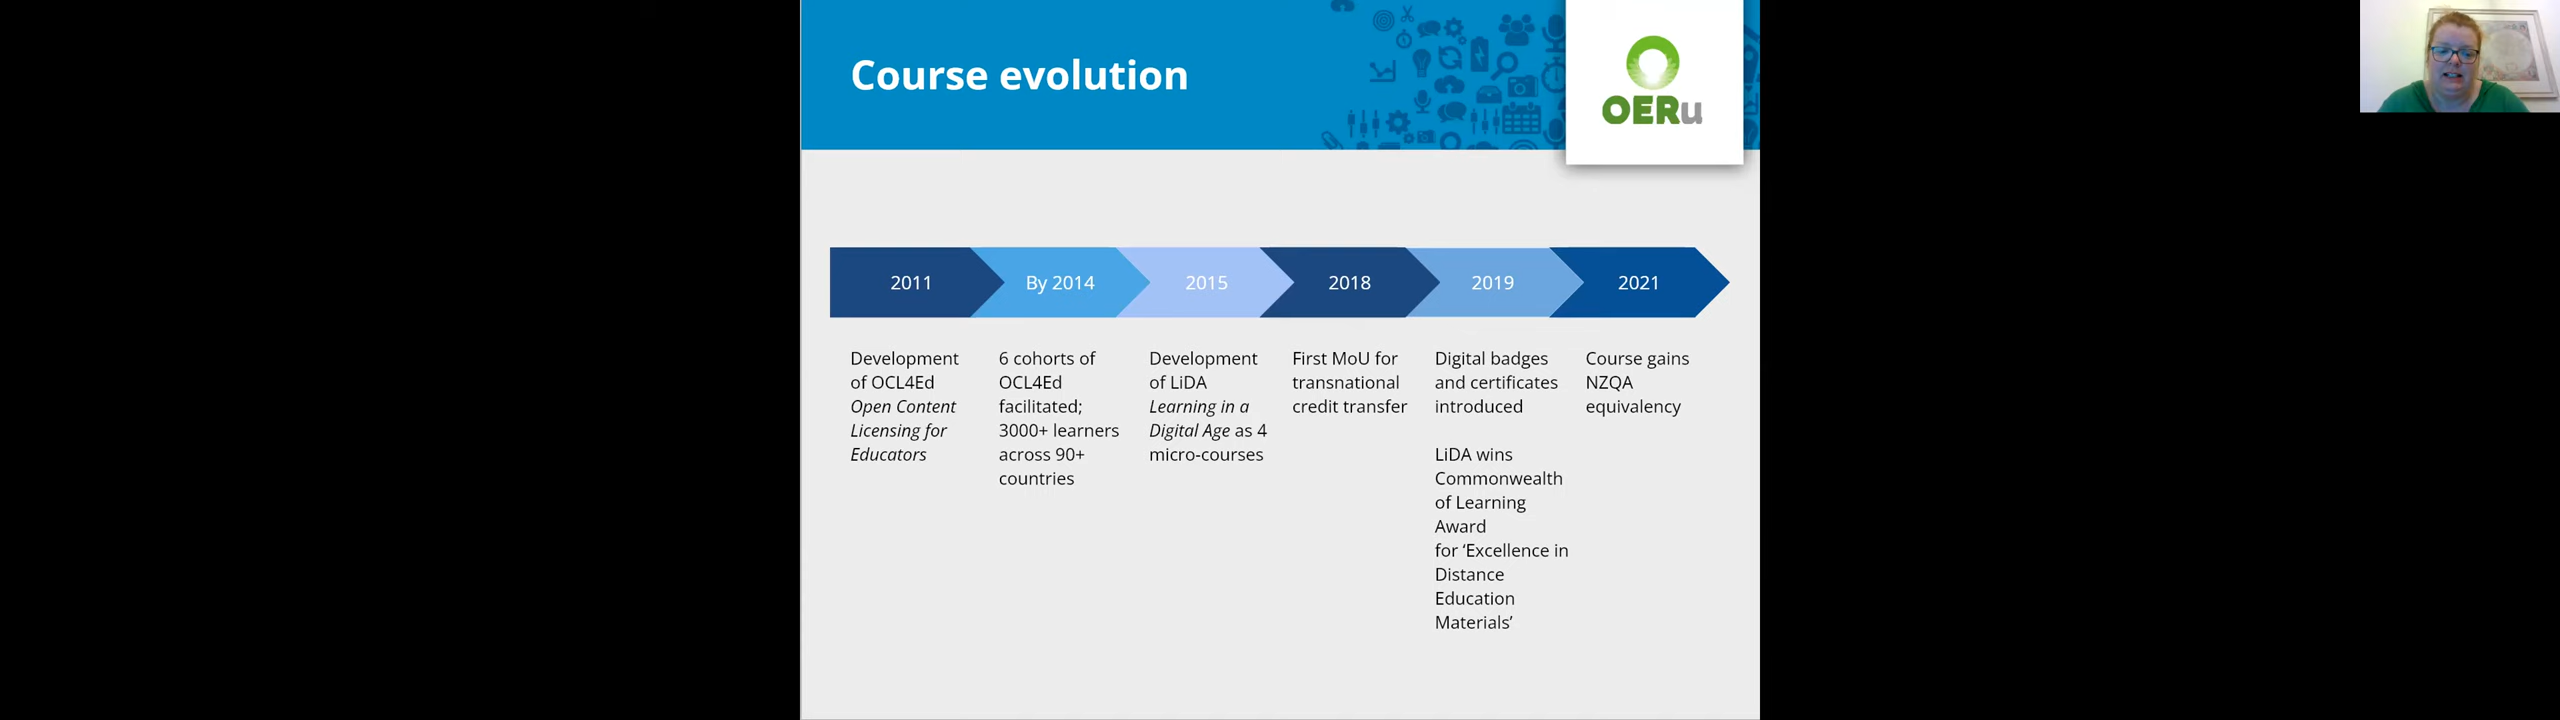 Course evolution
OERu
2011
By 2014
2015
2018
2019
2021
Development
of OCL4Ed
Open Content
Licensing for
Educators
6 cohorts of
OCL4Ed
facilitated;
3000+ learners
across 90+
countries
Development
of LiDA
Learning in a
Digital Age as 4
micro-courses
First MoU for
transnational
credit transfer
Digital badges
and certificates
introduced
LiDA wins
Commonwealth
of Learning
Award
for ‘Excellence in
Distance
Education
Materials’
Course gains
NZQA
equivalency